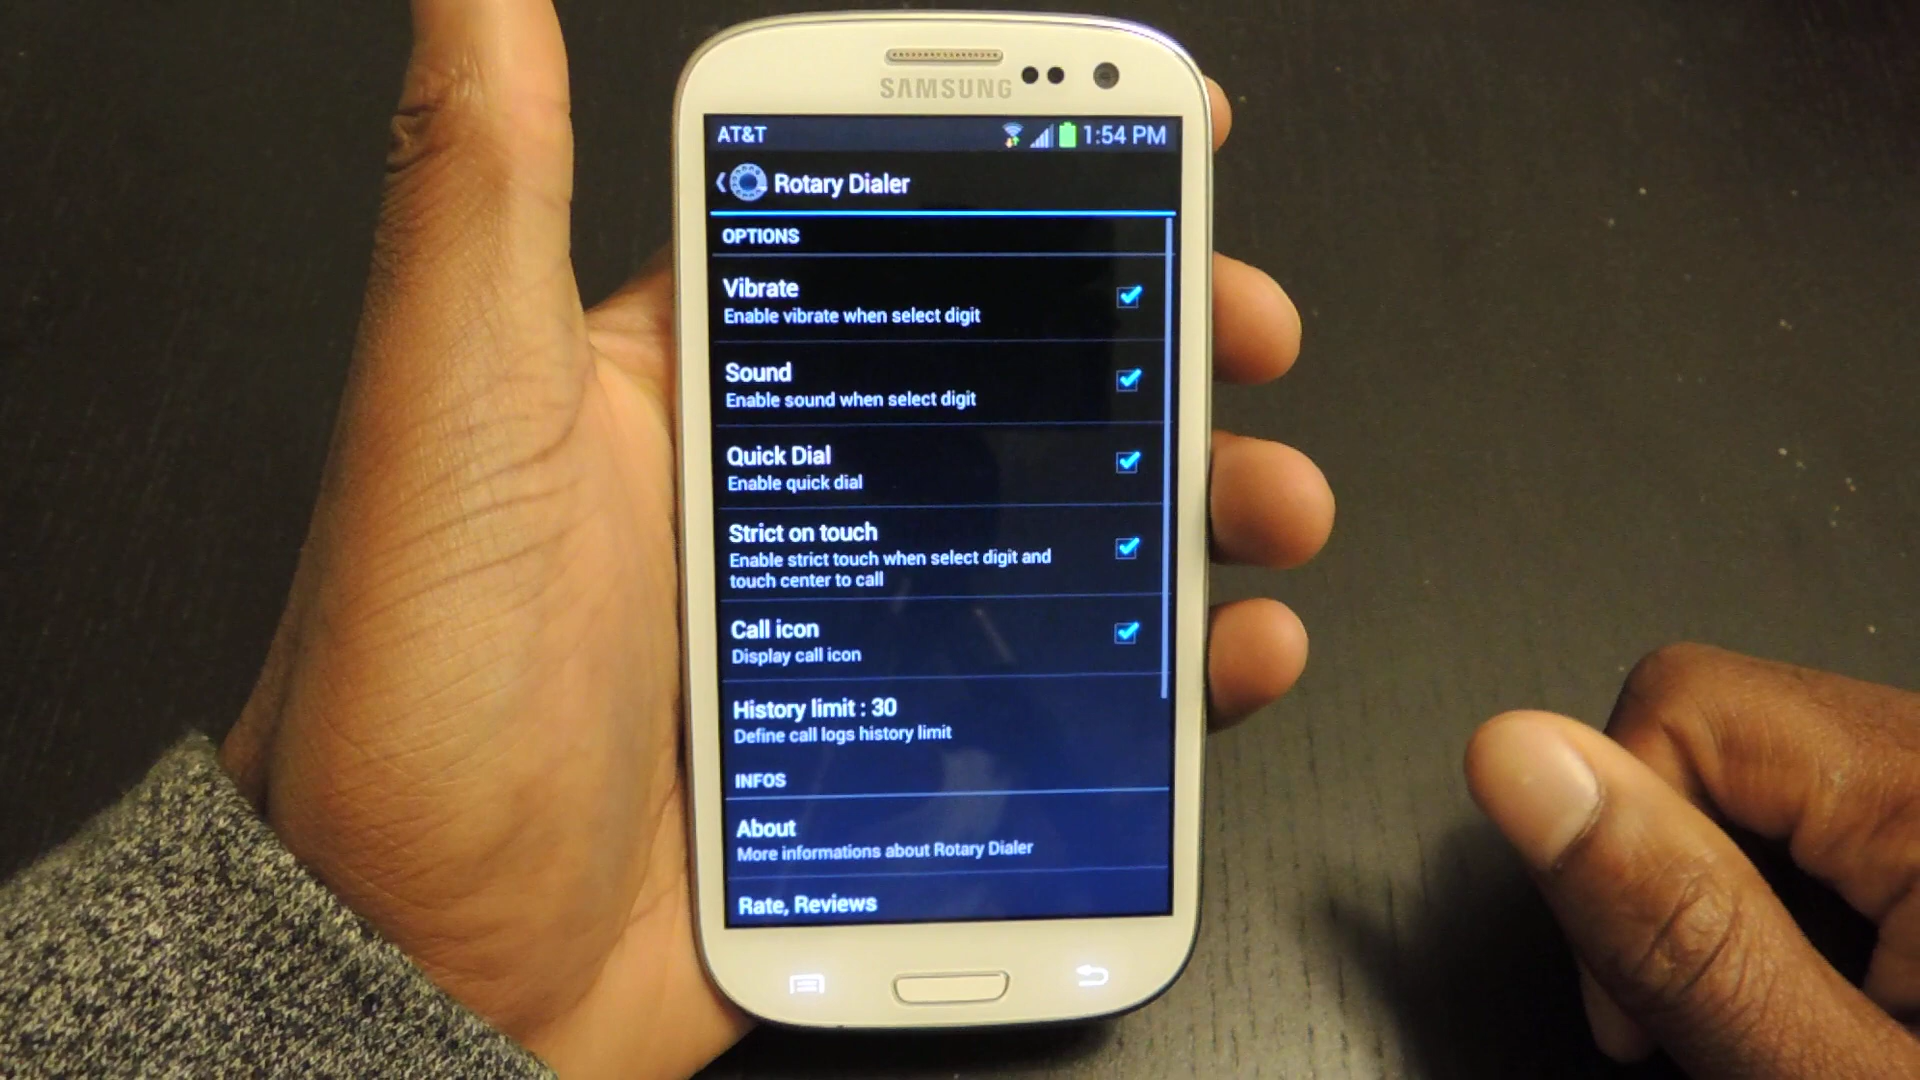 SAMSUNG
AT&T 1:54 PM
Rotary Dialer
OPTIONS
Vibrate
Enable vibrate when select digit
Sound
Enable sound when select digit
Quick Dial
Enable quick dial
Strict on touch
Enable strict touch when select digit and
touch center to call
Call icon
Display call icon
History limit : 30
Define call logs history limit
INFOS
About
More informations about Rotary Dialer
Rate, Reviews